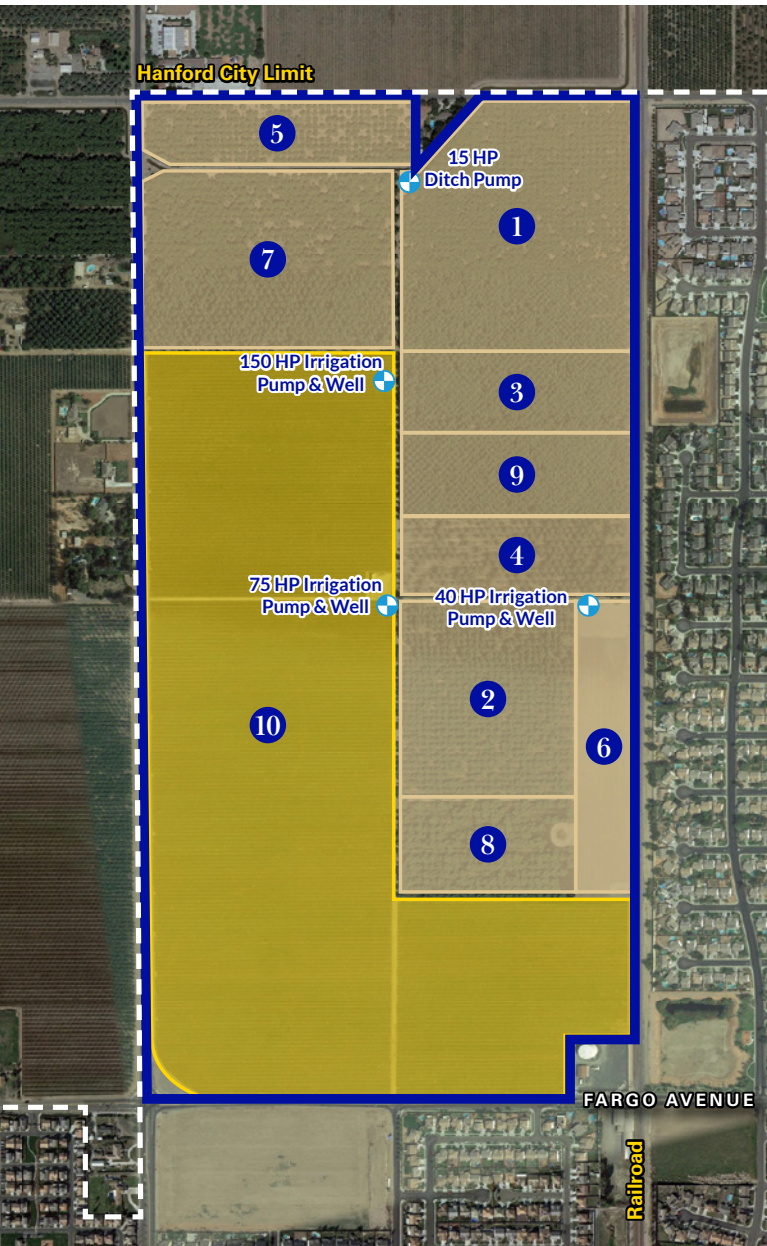 Hanford City Limit
5
15 HP
Ditch Pump
1
7
150 HP Irrigation
Pump & Well
3
9
4
75 HP Irrigation
Pump & Well
40 HP Irrigation
Pump & Well
2
10
6
8
FARGO AVENUE
Railroad